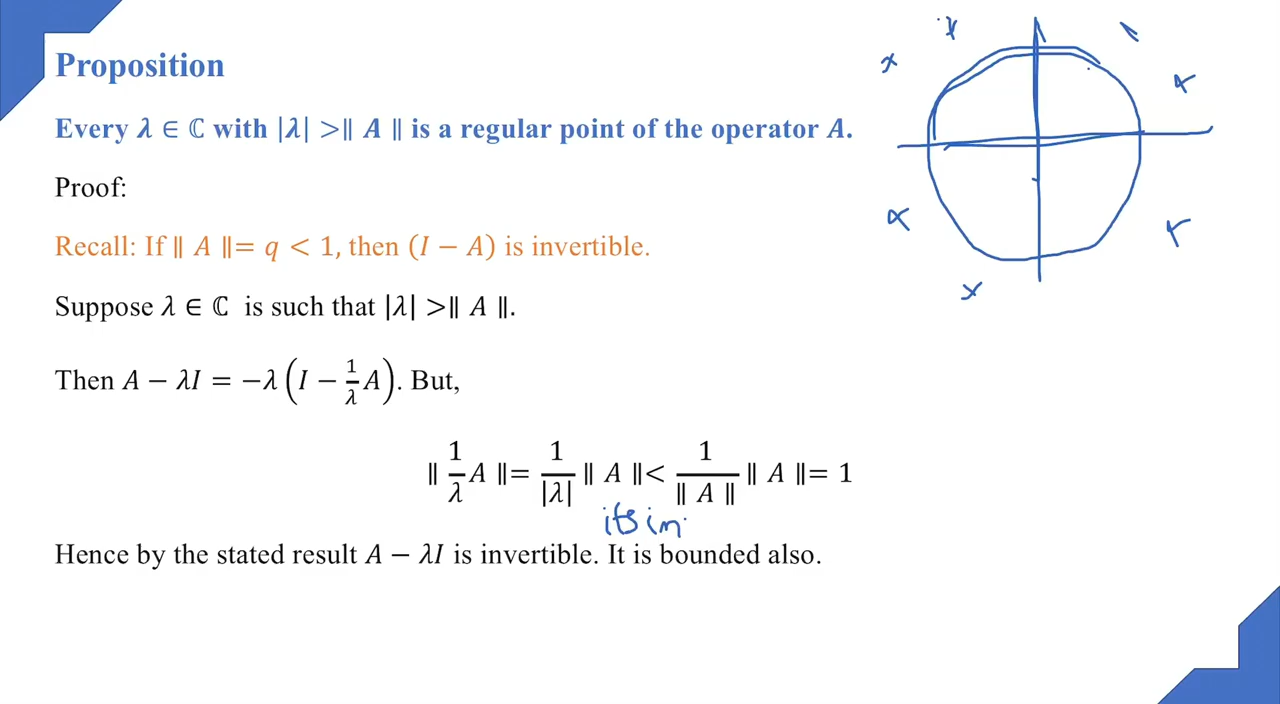 Proposition
Every λ ∈ ℂ with |λ| >∥ A ∥ is a regular point of the operator A.
Proof:
Recall: If ∥ A ∥= q < 1, then (I − A) is invertible.
Suppose λ ∈ ℂ is such that |λ| >∥ A ∥.
Then A − λI = −λ(I − 1/λ A). But,
∥ 1/λ A ∥= 1/|λ| ∥ A ∥< 1/∥ A ∥ ∥ A ∥= 1
its in
Hence by the stated result A − λI is invertible. It is bounded also.